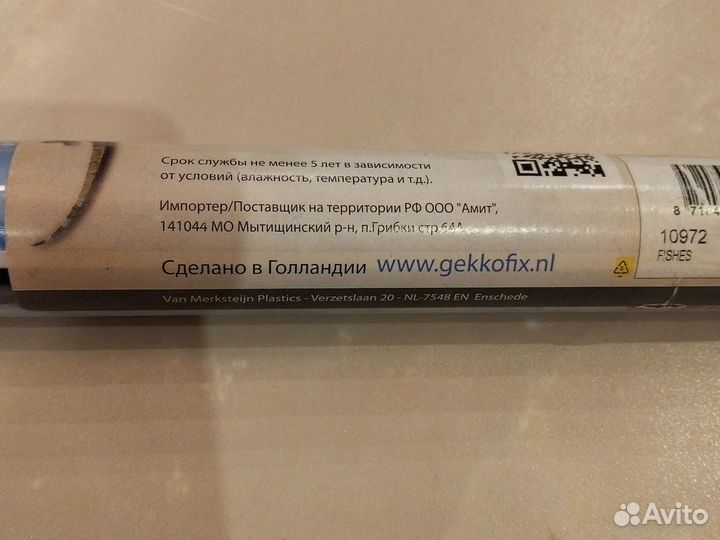 Срок службы не менее 5 лет в зависимости
от условий (влажность, температура и т.д.).
Импортер/Поставщик на территории РФ ООО "Амит",
141044 МО Мытищинский р-н, п.Грибки стр 64А
Сделано в Голландии www.gekkofix.nl
Van Merksteijn Plastics - Verzetslaan 20 - NL-7548 EN Enschede
10972
FISHES
Avito